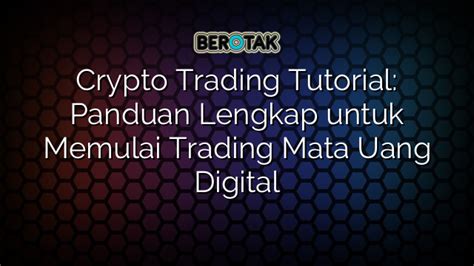 BEROTAK
Crypto Trading Tutorial:
Panduan Lengkap untuk
Memulai Trading Mata Uang
Digital